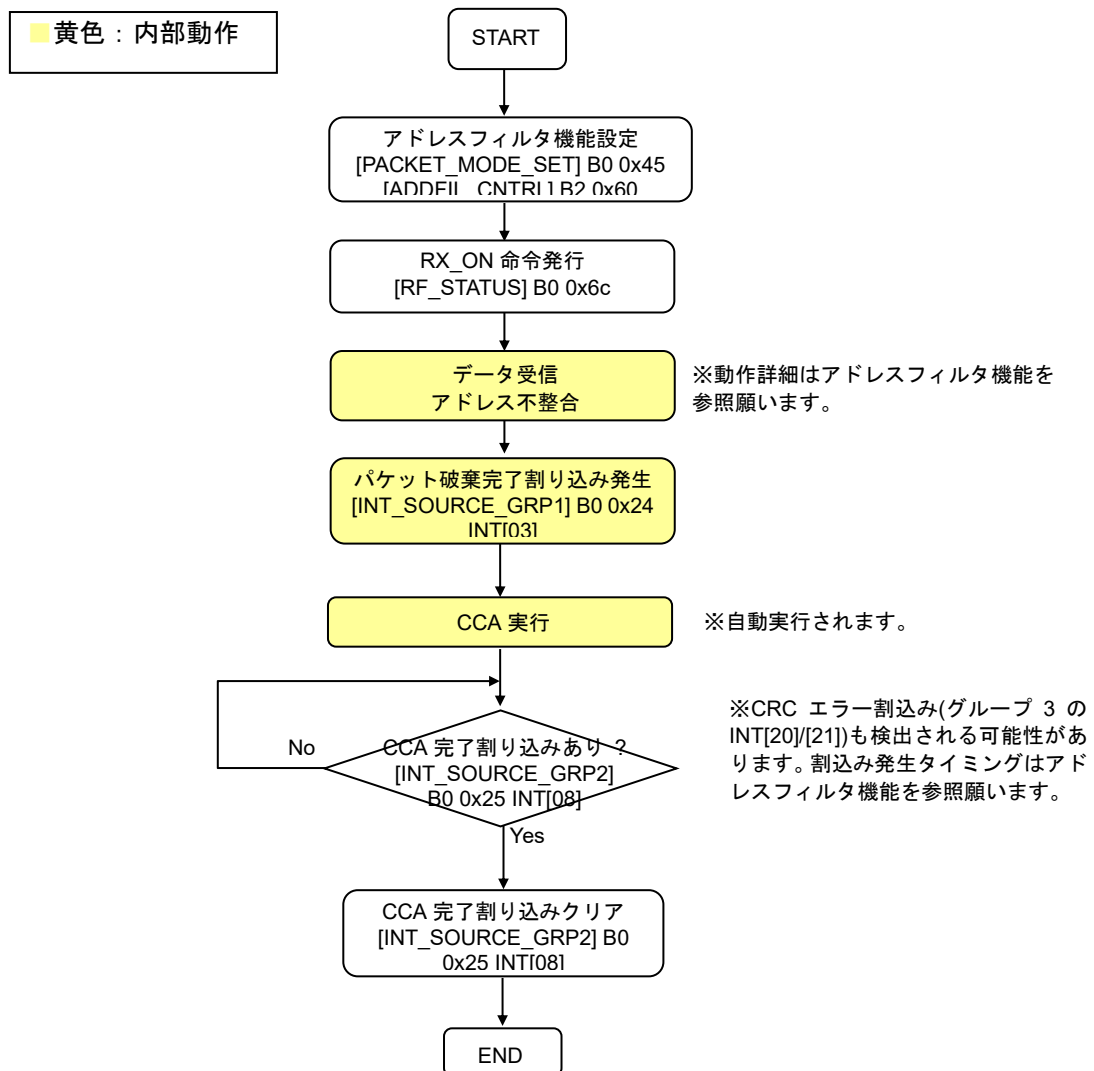 黄色：内部動作
START
アドレスフィルタ機能設定
[PACKET_MODE_SET] B0 0x45
[ADDFIL_CNTRL] B2 0x60
RX_ON 命令発行
[RF_STATUS] B0 0x6c
データ受信
アドレス不整合
※動作詳細はアドレスフィルタ機能を
参照願います。
パケット破棄完了割り込み発生
[INT_SOURCE_GRP1] B0 0x24
INT[03]
CCA 実行
※自動実行されます。
No
CCA 完了割り込みあり ?
[INT_SOURCE_GRP2]
B0 0x25 INT[08]
Yes
※CRC エラー割込み(グループ 3 の
INT[20]/[21])も検出される可能性があ
ります。割込み発生タイミングはアド
レスフィルタ機能を参照願います。
CCA 完了割り込みクリア
[INT_SOURCE_GRP2] B0
0x25 INT[08]
END